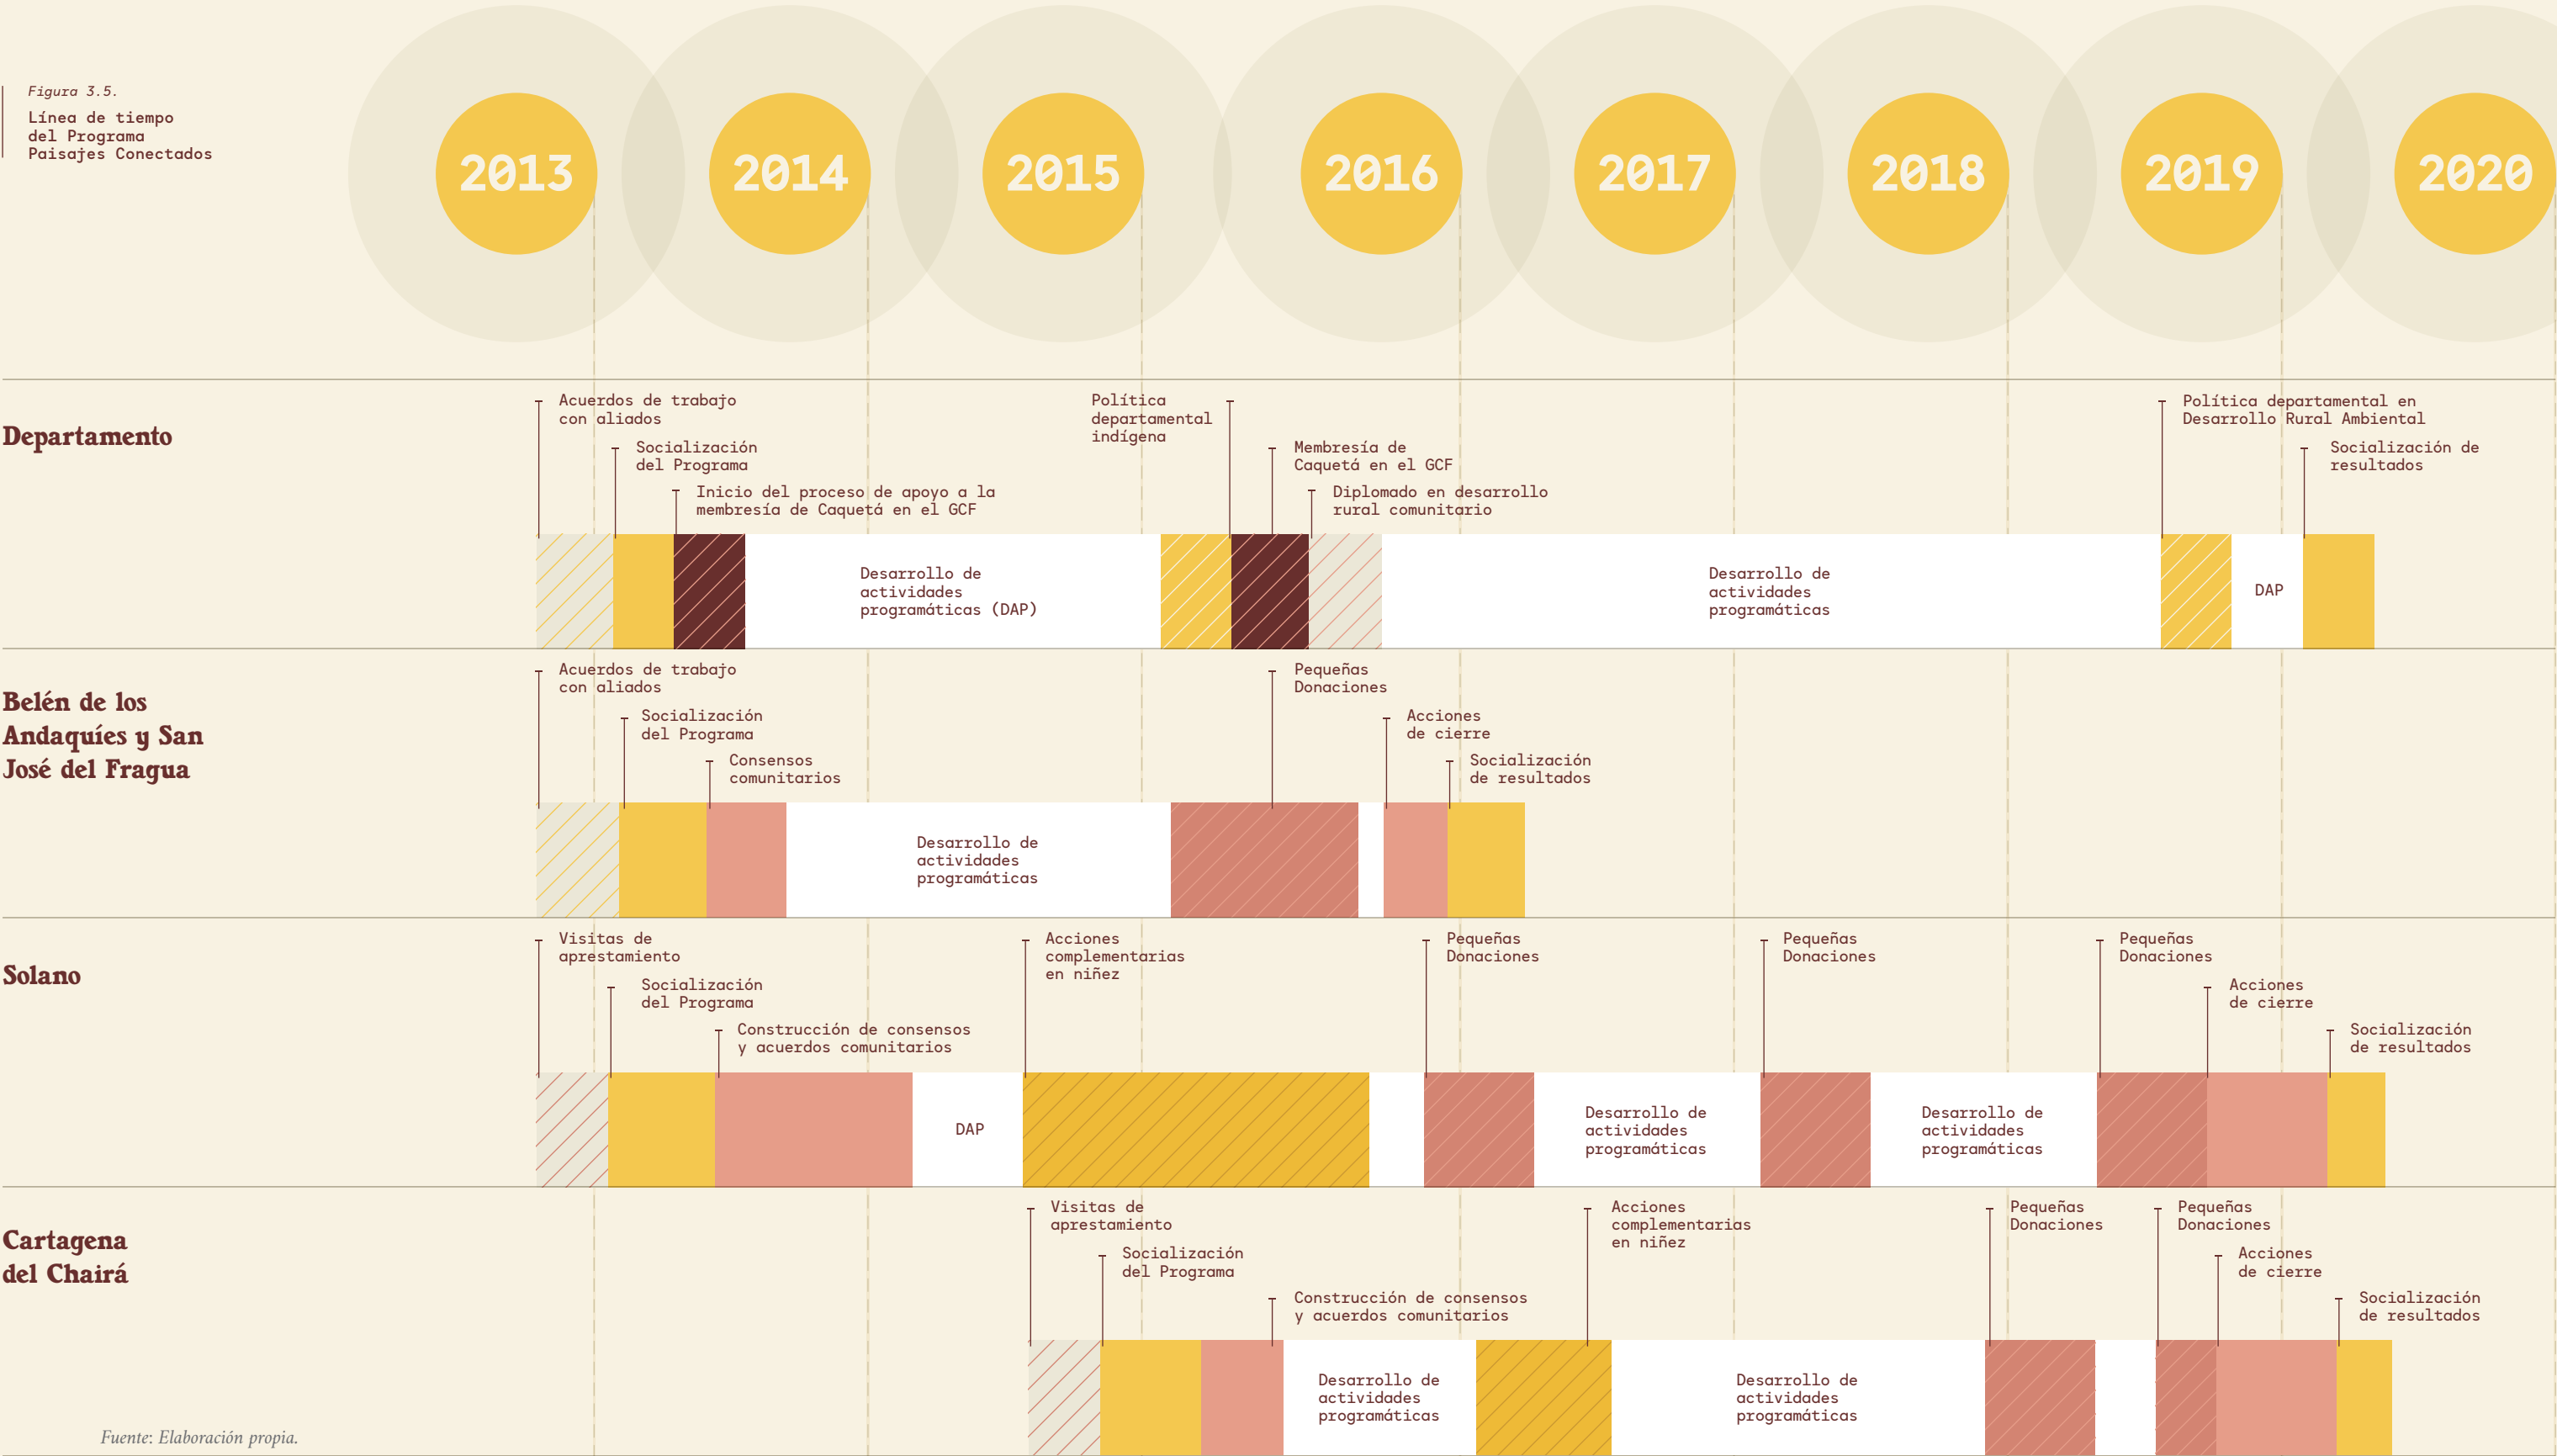 Figura 3.5.
Línea de tiempo
del Programa
Paisajes Conectados
2013
2014
2015
2016
2017
2018
2019
2020
Departamento
Acuerdos de trabajo
con aliados
Socialización
del Programa
Inicio del proceso de apoyo a la
membresía de Caquetá en el GCF
Política
departamental
indígena
Membresía de
Caquetá en el GCF
Diplomado en desarrollo
rural comunitario
Política departamental en
Desarrollo Rural Ambiental
Socialización de
resultados
Desarrollo de
actividades
programáticas (DAP)
Desarrollo de
actividades
programáticas
DAP
Belén de los
Andaquíes y San
José del Fragua
Acuerdos de trabajo
con aliados
Socialización
del Programa
Consensos
comunitarios
Pequeñas
Donaciones
Acciones
de cierre
Socialización
de resultados
Desarrollo de
actividades
programáticas
Solano
Visitas de
aprestamiento
Socialización
del Programa
Construcción de consensos
y acuerdos comunitarios
Acciones
complementarias
en niñez
Pequeñas
Donaciones
Pequeñas
Donaciones
Pequeñas
Donaciones
Acciones
de cierre
Socialización
de resultados
DAP
Desarrollo de
actividades
programáticas
Desarrollo de
actividades
programáticas
Cartagena
del Chairá
Visitas de
aprestamiento
Socialización
del Programa
Construcción de consensos
y acuerdos comunitarios
Acciones
complementarias
en niñez
Pequeñas
Donaciones
Pequeñas
Donaciones
Acciones
de cierre
Socialización
de resultados
Desarrollo de
actividades
programáticas
Desarrollo de
actividades
programáticas
Fuente: Elaboración propia.